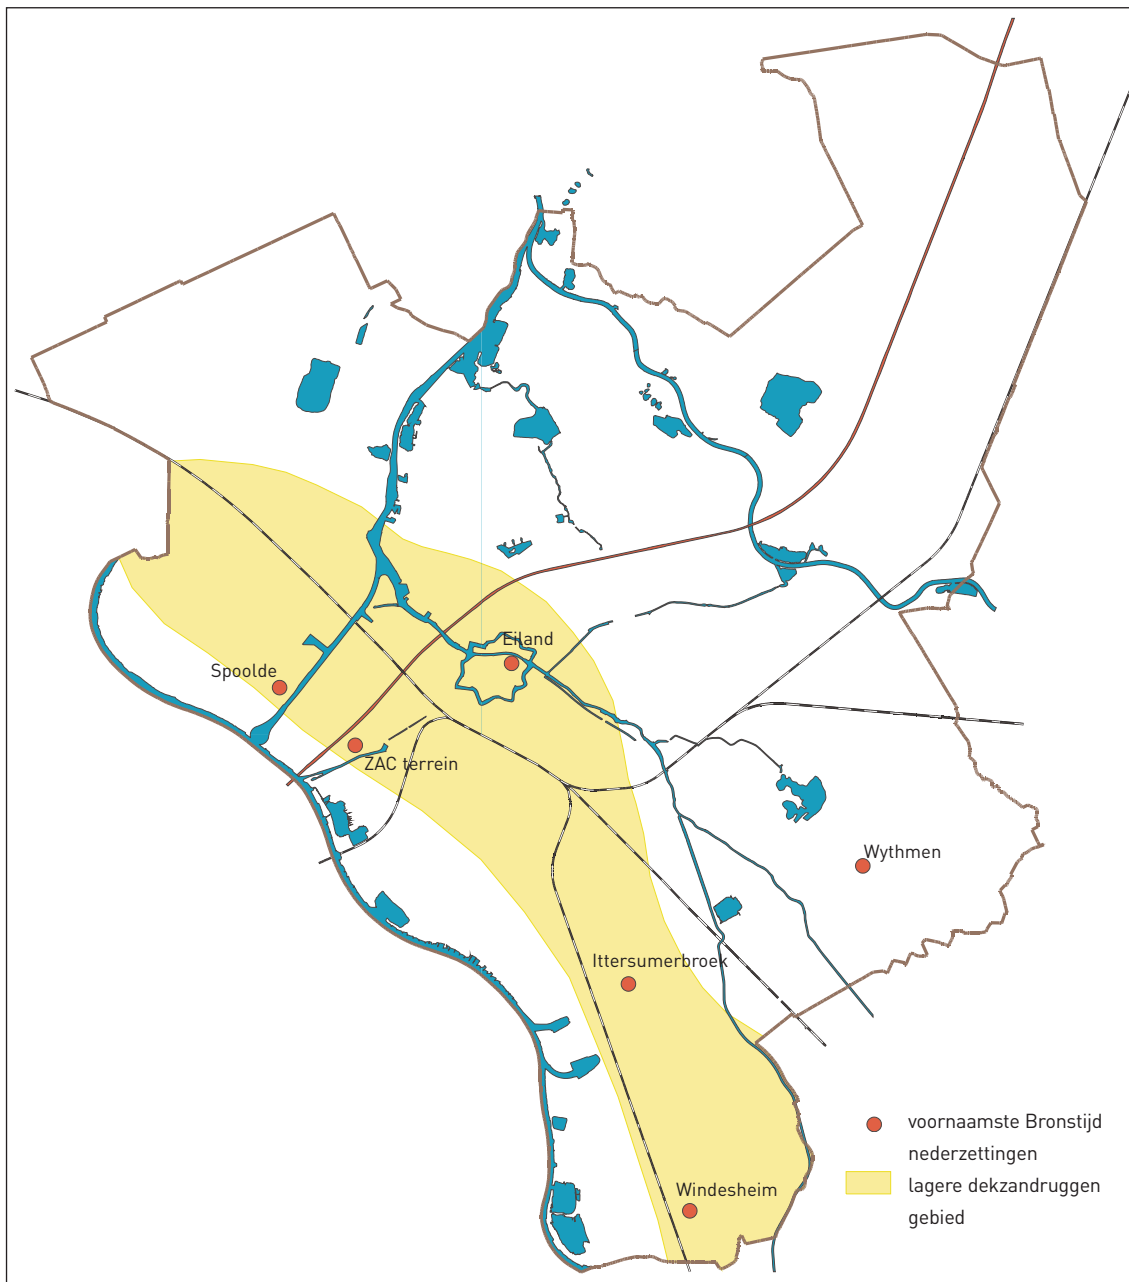 Eiland
Spoolde
ZAC terrein
Wythmen
Ittersumerbroek
voornaamste Bronstijd
nederzettingen
lagere dekzandruggen
gebied
Windesheim